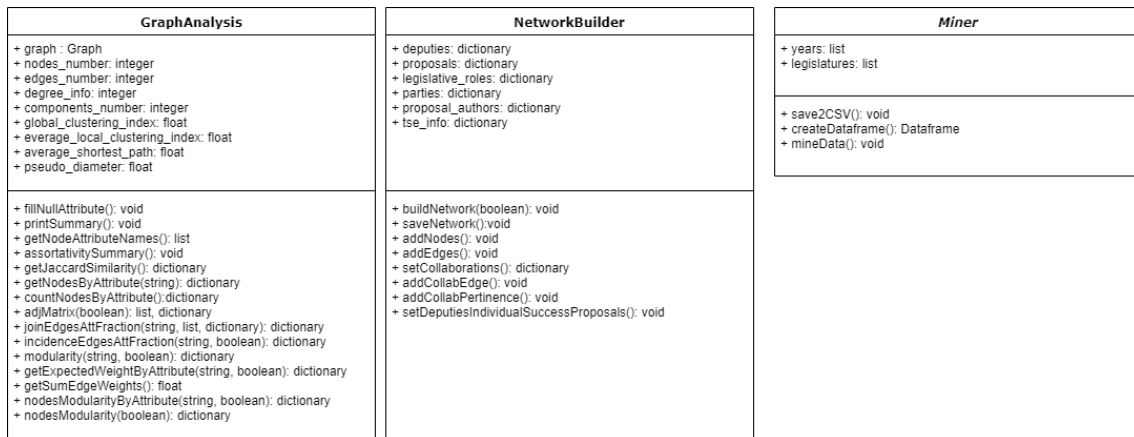 GraphAnalysis
+ graph : Graph
+ nodes_number: integer
+ edges_number: integer
+ degree_info: integer
+ components_number: integer
+ global_clustering_index: float
+ everage_local_clustering_index: float
+ average_shortest_path: float
+ pseudo_diameter: float
+ fillNullAttribute(): void
+ printSummary(): void
+ getNodeAttributeNames(): list
+ assortativitySummary(): void
+ getJaccardSimilarity(): dictionary
+ getNodesByAttribute(string): dictionary
+ countNodesByAttribute():dictionary
+ adjMatrix(boolean): list, dictionary
+ joinEdgesAttFraction(string, list, dictionary): dictionary
+ incidenceEdgesAttFraction(string, boolean): dictionary
+ modularity(string, boolean): dictionary
+ getExpectedWeightByAttribute(string, boolean): dictionary
+ getSumEdgeWeights(): float
+ nodesModularityByAttribute(string, boolean): dictionary
+ nodesModularity(boolean): dictionary
NetworkBuilder
+ deputies: dictionary
+ proposals: dictionary
+ legislative_roles: dictionary
+ parties: dictionary
+ proposal_authors: dictionary
+ tse_info: dictionary
+ buildNetwork(boolean): void
+ saveNetwork():void
+ addNodes(): void
+ addEdges(): void
+ setCollaborations(): dictionary
+ addCollabEdge(): void
+ addCollabPertinence(): void
+ setDeputiesIndividualSuccessProposals(): void
Miner
+ years: list
+ legislatures: list
+ save2CSV(): void
+ createDataframe(): Dataframe
+ mineData(): void